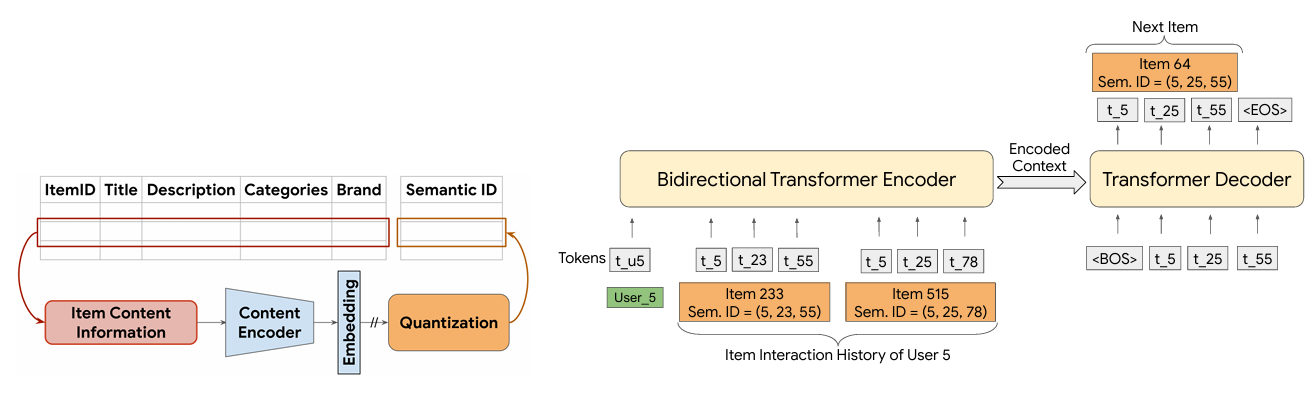 ItemID Title Description Categories Brand
Semantic ID
Item Content
Information
Content
Encoder
Embedding
//
Quantization
Next Item
Item 64
Sem. ID = (5, 25, 55)
t_5 t_25 t_55 <EOS>
Bidirectional Transformer Encoder
Encoded
Context
Transformer Decoder
Tokens t_u5 t_5 t_23 t_55 t_5 t_25 t_78
<BOS> t_5 t_25 t_55
User_5
Item 233
Sem. ID = (5, 23, 55)
Item 515
Sem. ID = (5, 25, 78)
Item Interaction History of User 5